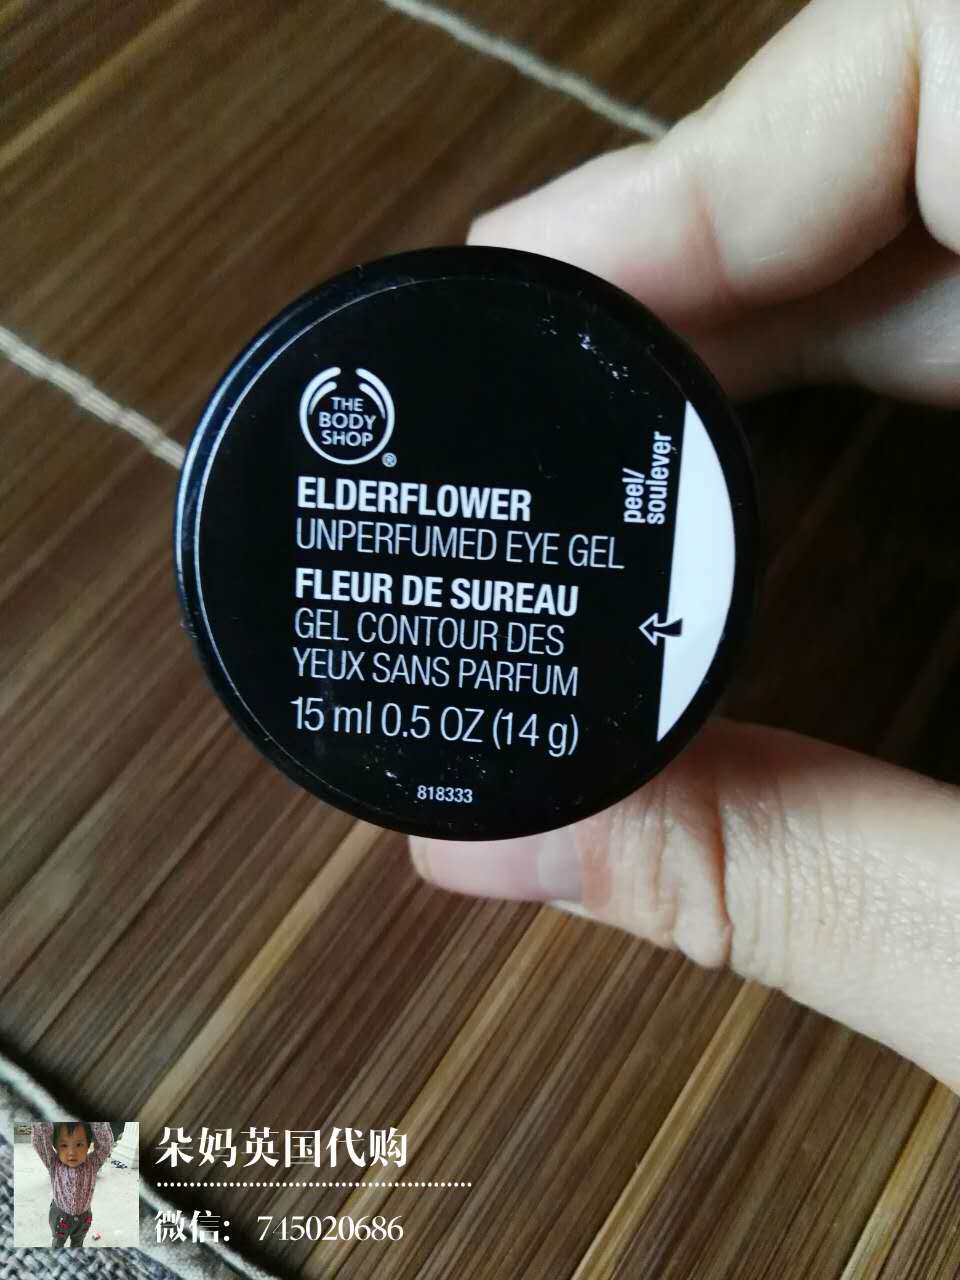 THE
BODY
SHOP
®
ELDERFLOWER
UNPERFUMED EYE GEL
FLEUR DE SUREAU
GEL CONTOUR DES
YEUX SANS PARFUM
15 ml 0.5 OZ (14 g)
818333
peel/
soulever
朵妈英国代购
微信：745020686